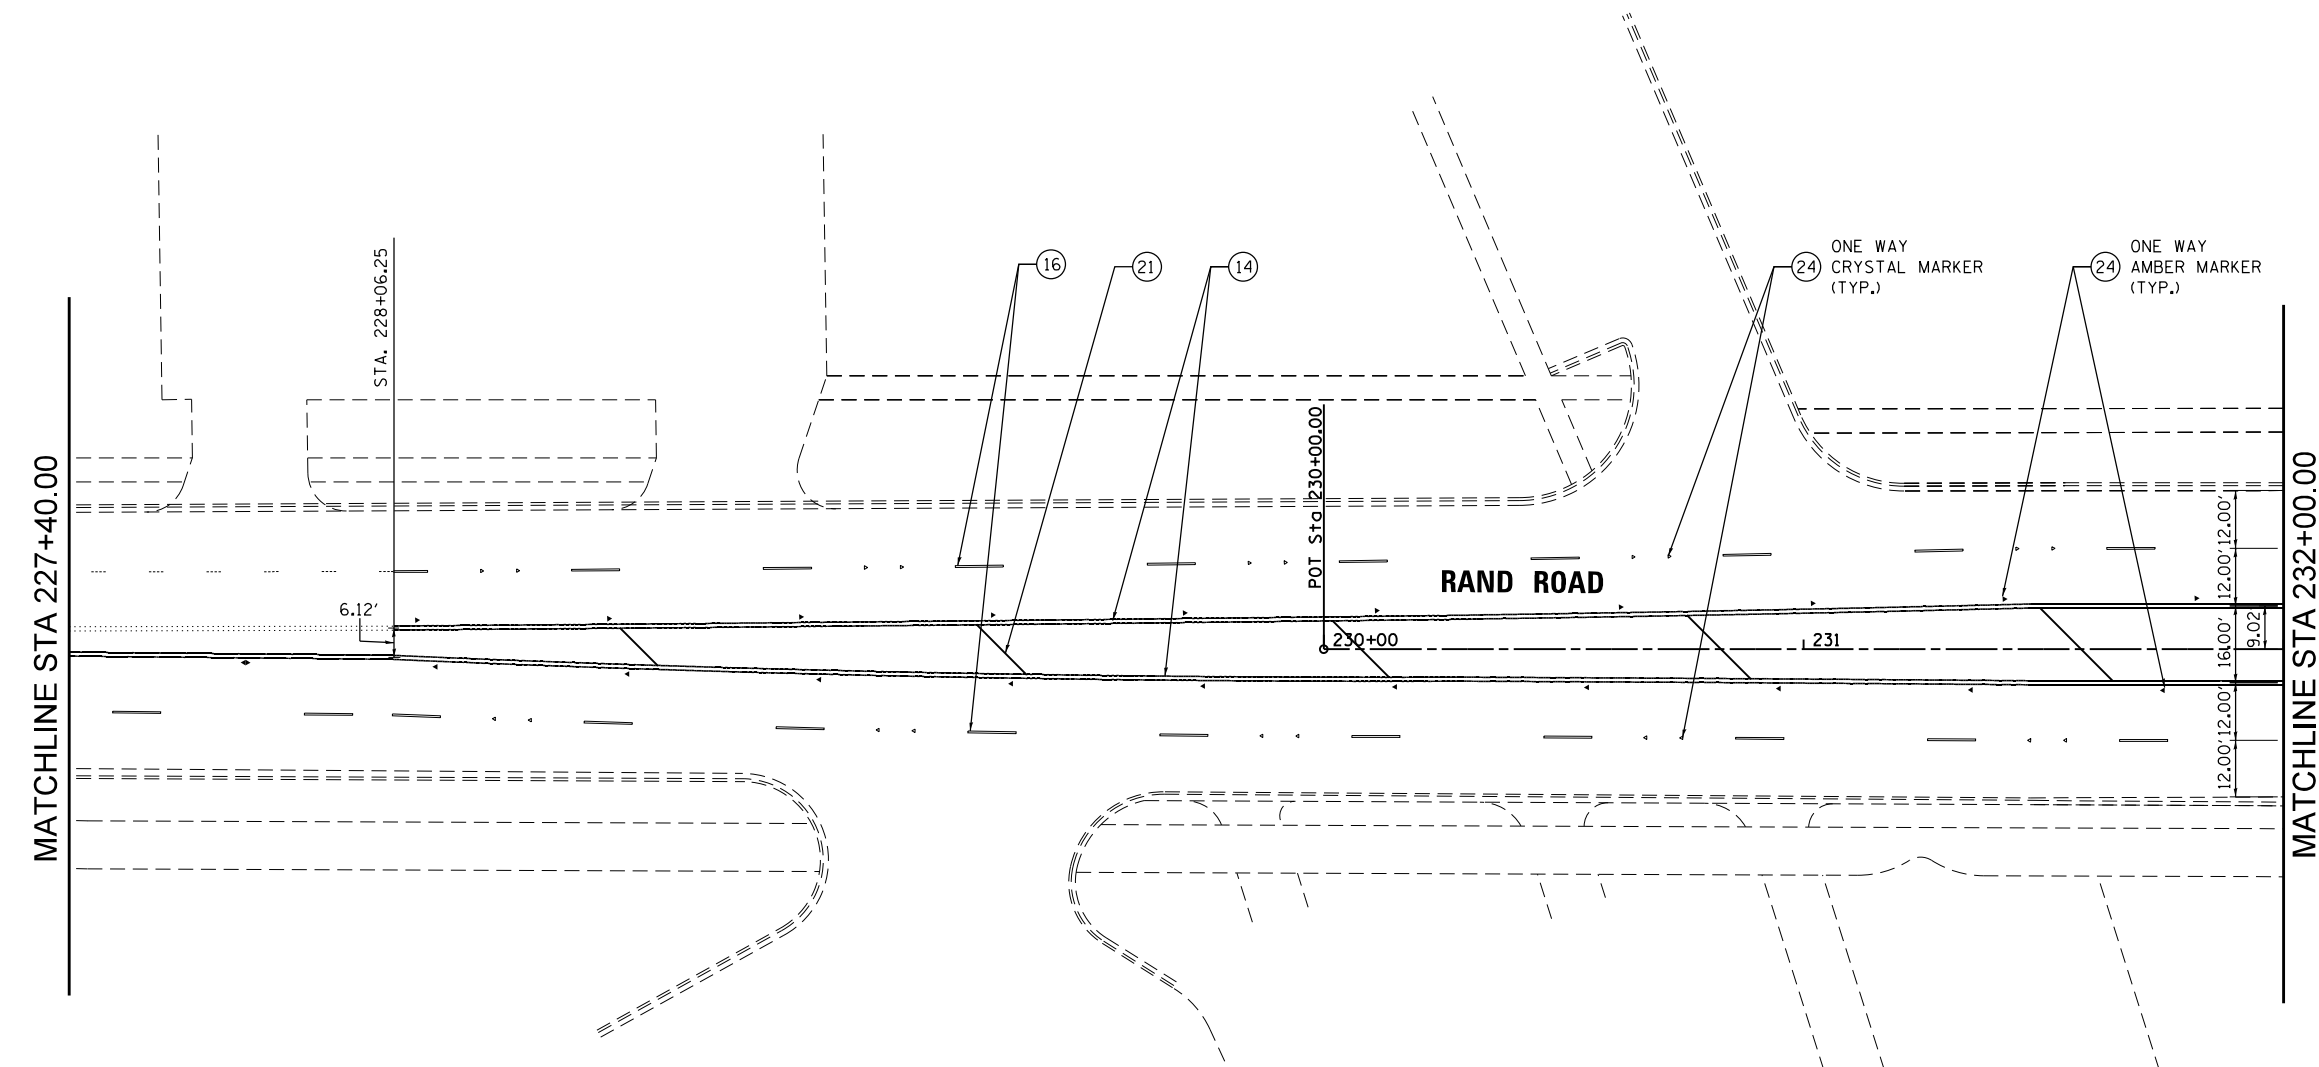 MATCHLINE STA 227+40.00
STA. 228+06.25
6.12'
16
21
14
24
ONE WAY
CRYSTAL MARKER
(TYP.)
24
ONE WAY
AMBER MARKER
(TYP.)
POT Sta 230+00.00
RAND ROAD
230+00
231
12.00'
12.00'
16.00'
9.02
12.00'
12.00'
MATCHLINE STA 232+00.00